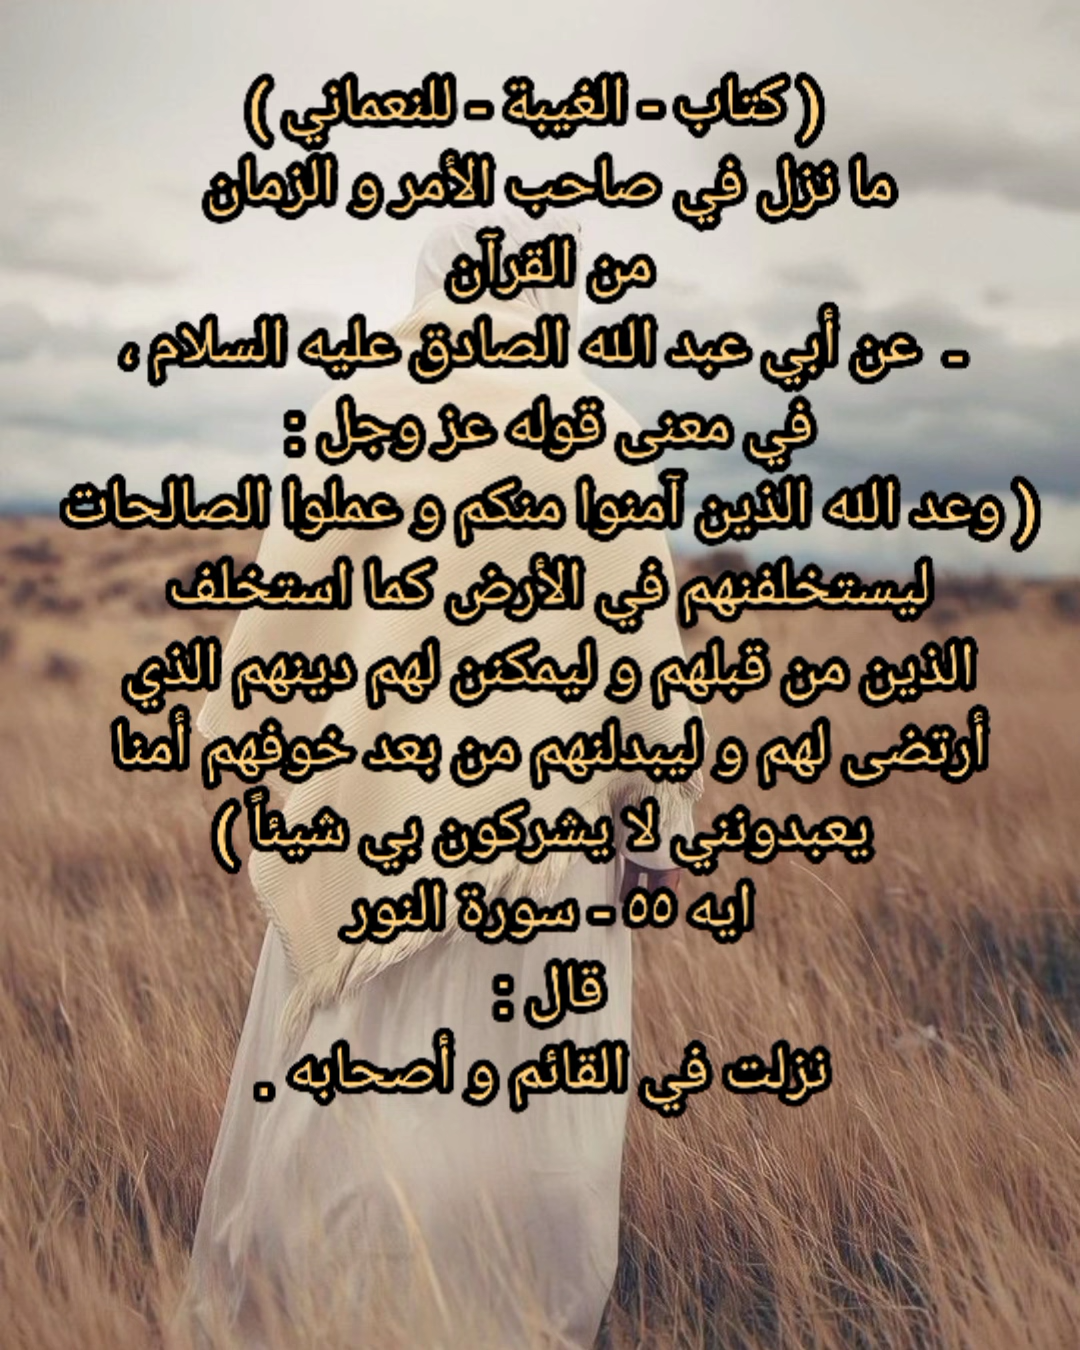 ( كتاب - الغيبة - للنعماني )
ما نزل في صاحب الأمر و الزمان
من القرآن
- عن أبي عبد الله الصادق عليه السلام ،
في معنى قوله عز وجل :
( وعد الله الذين آمنوا منكم و عملوا الصالحات
ليستخلفنهم في الأرض كما استخلف
الذين من قبلهم و ليمكنن لهم دينهم الذي
أرتضى لهم و ليبدلنهم من بعد خوفهم أمنا
يعبدونني لا يشركون بي شيئاً )
ايه ٥٥ - سورة النور
قال :
نزلت في القائم و أصحابه .